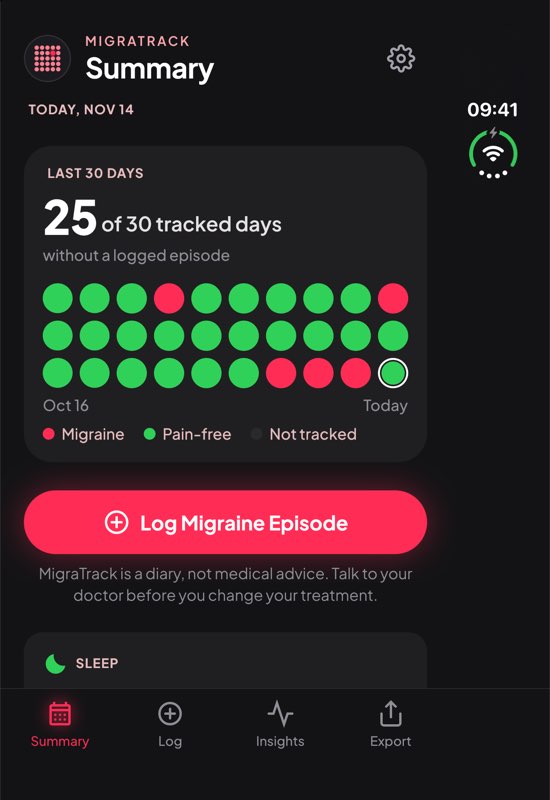 MIGRATRACK
Summary
TODAY, NOV 14
09:41
LAST 30 DAYS
25 of 30 tracked days
without a logged episode
Oct 16
Today
Migraine
Pain-free
Not tracked
Log Migraine Episode
MigraTrack is a diary, not medical advice. Talk to your
doctor before you change your treatment.
SLEEP
Summary
Log
Insights
Export